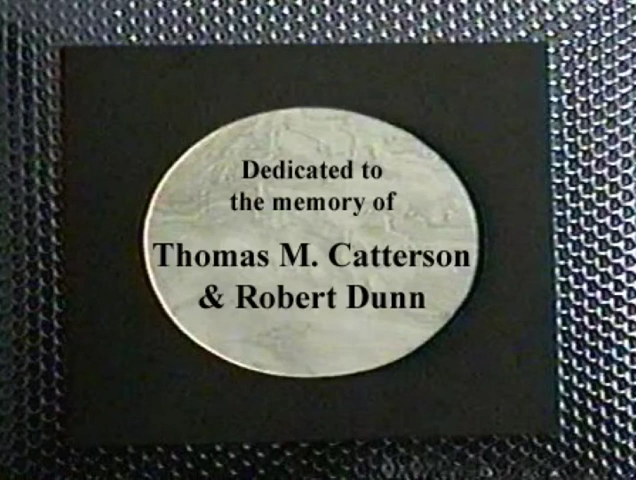 Dedicated to
the memory of
Thomas M. Catterson
& Robert Dunn